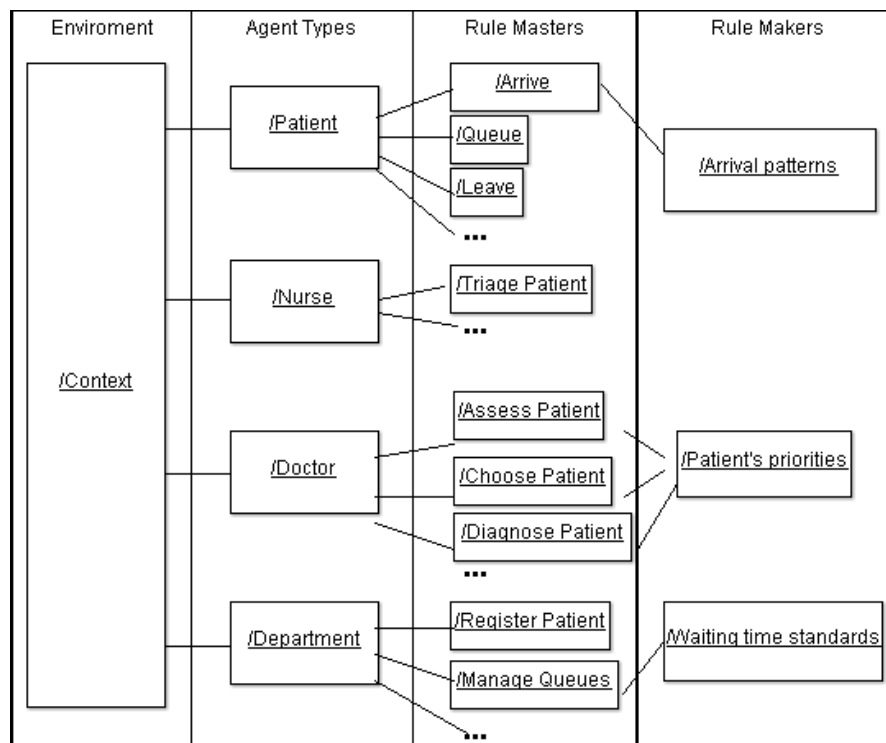 Enviroment
Agent Types
Rule Masters
Rule Makers
/Context
/Patient
/Arrive
/Queue
/Leave
...
/Arrival patterns
/Nurse
/Triage Patient
...
/Doctor
/Assess Patient
/Choose Patient
/Diagnose Patient
...
/Patient's priorities
/Department
/Register Patient
/Manage Queues
...
/Waiting time standards